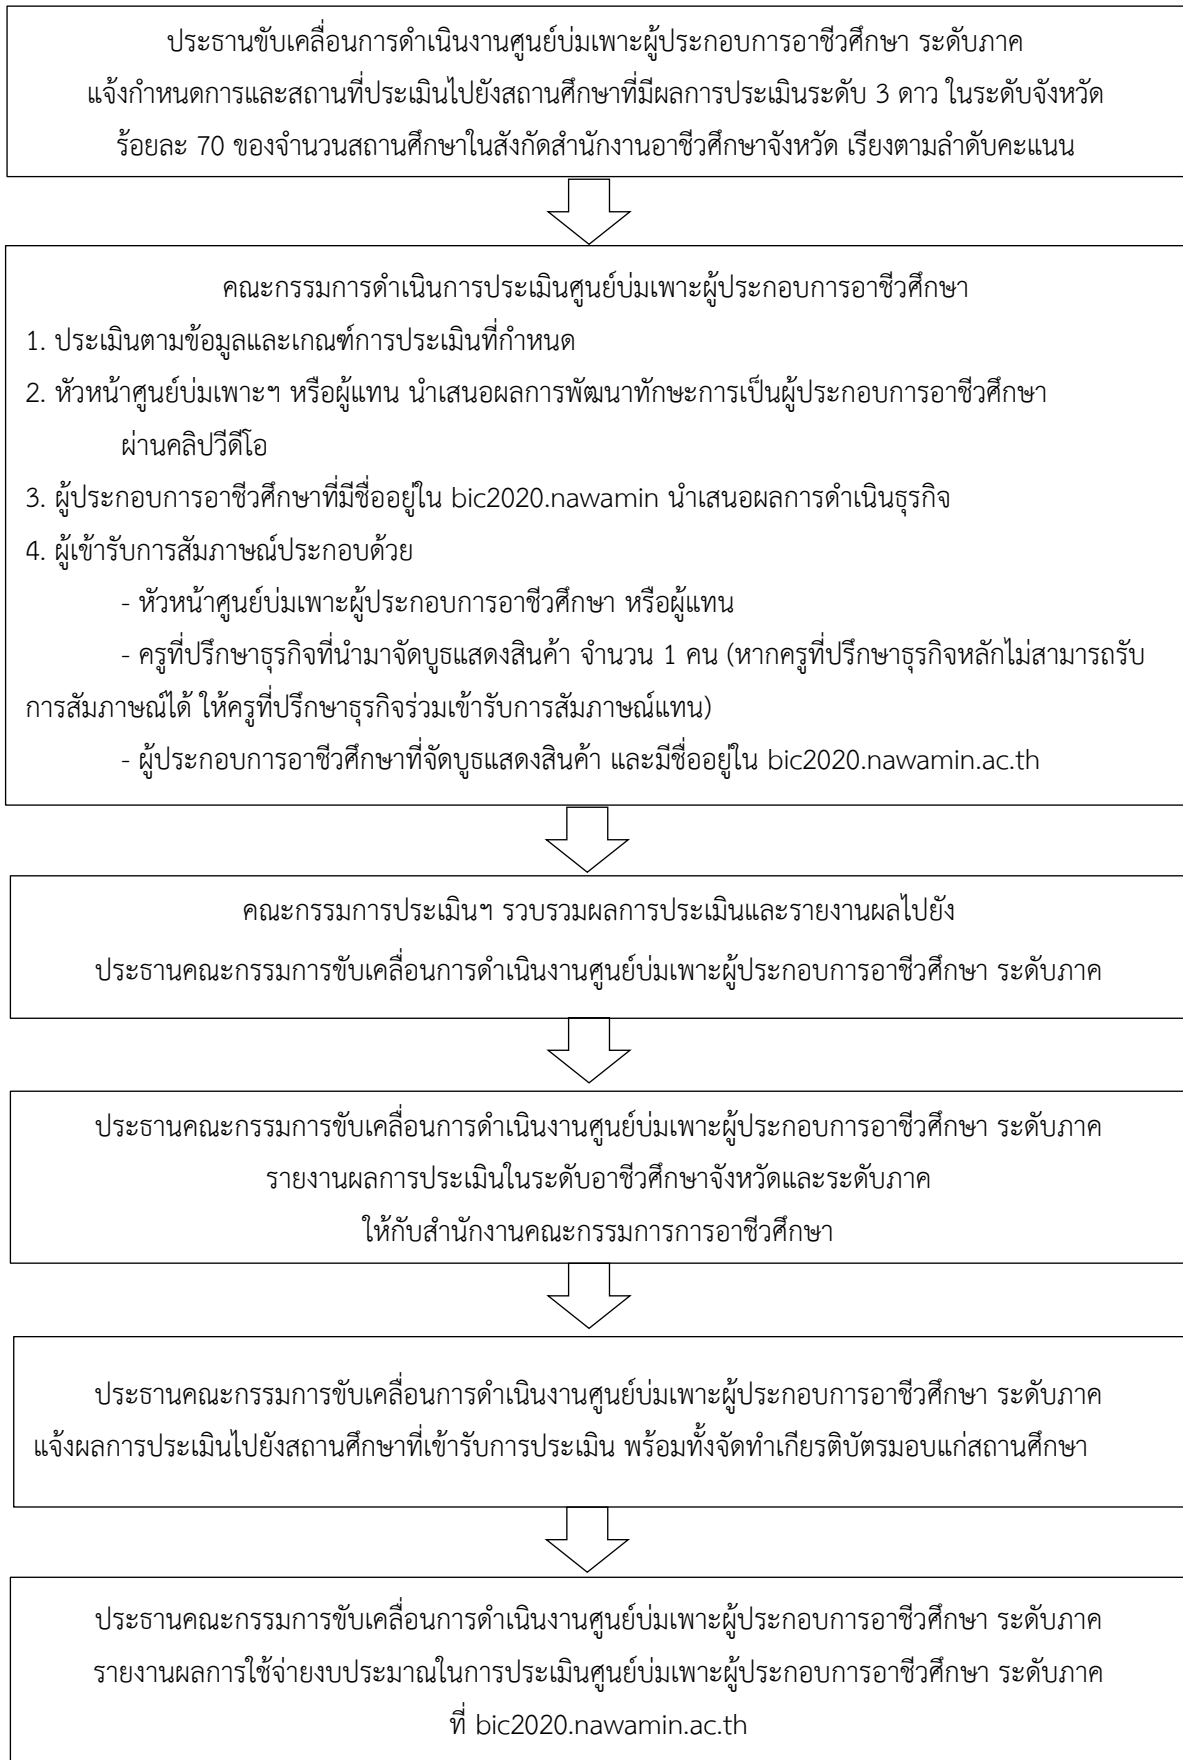 ประธานขับเคลื่อนการดำเนินงานศูนย์บ่มเพาะผู้ประกอบการอาชีวศึกษา ระดับภาค
แจ้งกำหนดการและสถานที่ประเมินไปยังสถานศึกษาที่มีผลการประเมินระดับ 3 ดาว ในระดับจังหวัด
ร้อยละ 70 ของจำนวนสถานศึกษาในสังกัดสำนักงานอาชีวศึกษาจังหวัด เรียงตามลำดับคะแนน
คณะกรรมการดำเนินการประเมินศูนย์บ่มเพาะผู้ประกอบการอาชีวศึกษา
1. ประเมินตามข้อมูลและเกณฑ์การประเมินที่กำหนด
2. หัวหน้าศูนย์บ่มเพาะฯ หรือผู้แทน นำเสนอผลการพัฒนาทักษะการเป็นผู้ประกอบการอาชีวศึกษา
ผ่านคลิปวีดีโอ
3. ผู้ประกอบการอาชีวศึกษาที่มีชื่ออยู่ใน bic2020.nawamin นำเสนอผลการดำเนินธุรกิจ
4. ผู้เข้ารับการสัมภาษณ์ประกอบด้วย
- หัวหน้าศูนย์บ่มเพาะผู้ประกอบการอาชีวศึกษา หรือผู้แทน
- ครูที่ปรึกษาธุรกิจที่นำมาจัดบูธแสดงสินค้า จำนวน 1 คน (หากครูที่ปรึกษาธุรกิจหลักไม่สามารถรับ
การสัมภาษณ์ได้ ให้ครูที่ปรึกษาธุรกิจร่วมเข้ารับการสัมภาษณ์แทน)
- ผู้ประกอบการอาชีวศึกษาที่จัดบูธแสดงสินค้า และมีชื่ออยู่ใน bic2020.nawamin.ac.th
คณะกรรมการประเมินฯ รวบรวมผลการประเมินและรายงานผลไปยัง
ประธานคณะกรรมการขับเคลื่อนการดำเนินงานศูนย์บ่มเพาะผู้ประกอบการอาชีวศึกษา ระดับภาค
ประธานคณะกรรมการขับเคลื่อนการดำเนินงานศูนย์บ่มเพาะผู้ประกอบการอาชีวศึกษา ระดับภาค
รายงานผลการประเมินในระดับอาชีวศึกษาจังหวัดและระดับภาค
ให้กับสำนักงานคณะกรรมการการอาชีวศึกษา
ประธานคณะกรรมการขับเคลื่อนการดำเนินงานศูนย์บ่มเพาะผู้ประกอบการอาชีวศึกษา ระดับภาค
แจ้งผลการประเมินไปยังสถานศึกษาที่เข้ารับการประเมิน พร้อมทั้งจัดทำเกียรติบัตรมอบแก่สถานศึกษา
ประธานคณะกรรมการขับเคลื่อนการดำเนินงานศูนย์บ่มเพาะผู้ประกอบการอาชีวศึกษา ระดับภาค
รายงานผลการใช้จ่ายงบประมาณในการประเมินศูนย์บ่มเพาะผู้ประกอบการอาชีวศึกษา ระดับภาค
ที่ bic2020.nawamin.ac.th